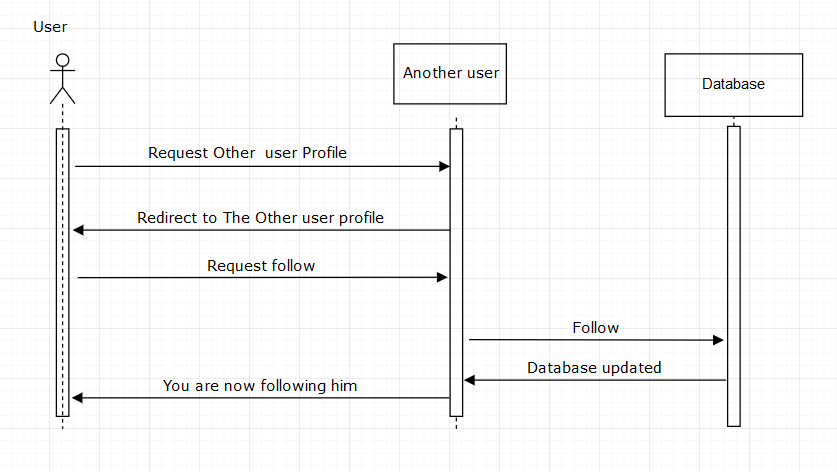 User
Another user
Database
Request Other  user Profile
Redirect to The Other user profile
Request follow
Follow
Database updated
You are now following him